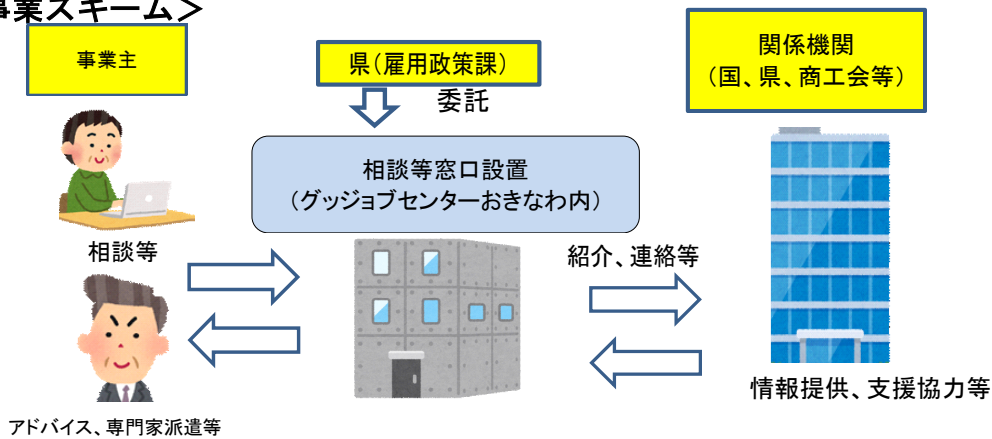 事業スキーム＞
事業主
県（雇用政策課）
委託
関係機関
（国、県、商工会等）
相談等窓口設置
（グッジョブセンターおきなわ内）
相談等
紹介、連絡等
情報提供、支援協力等
アドバイス、専門家派遣等